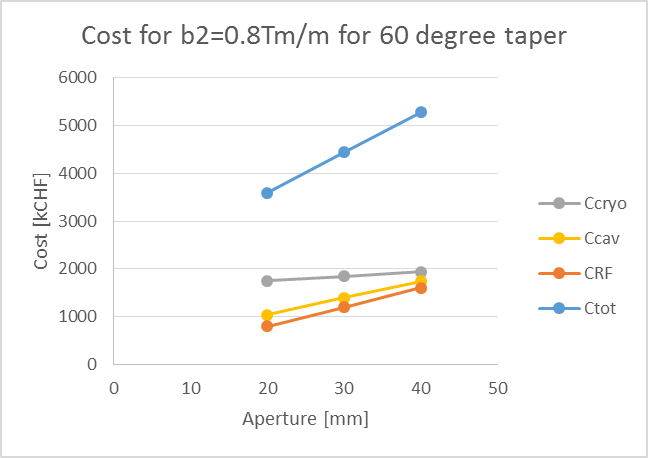 Cost for b2=0.8Tm/m for 60 degree taper
6000
5000
4000
3000
2000
1000
0
Cost [kCHF]
0 10 20 30 40 50
Aperture [mm]
Ccryo
Ccav
CRF
Ctot